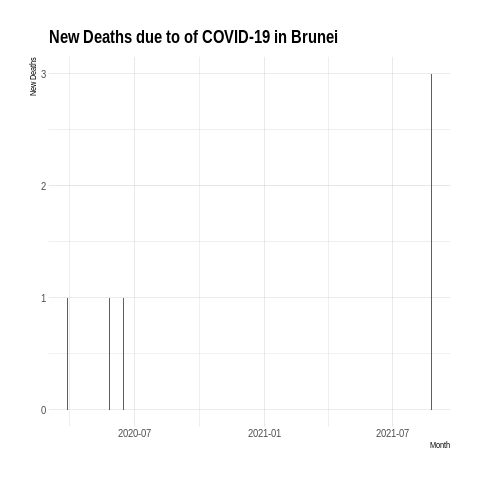 New Deaths due to of COVID-19 in Brunei
New Deaths
3
2
1
0
2020-07 2021-01 2021-07
Month